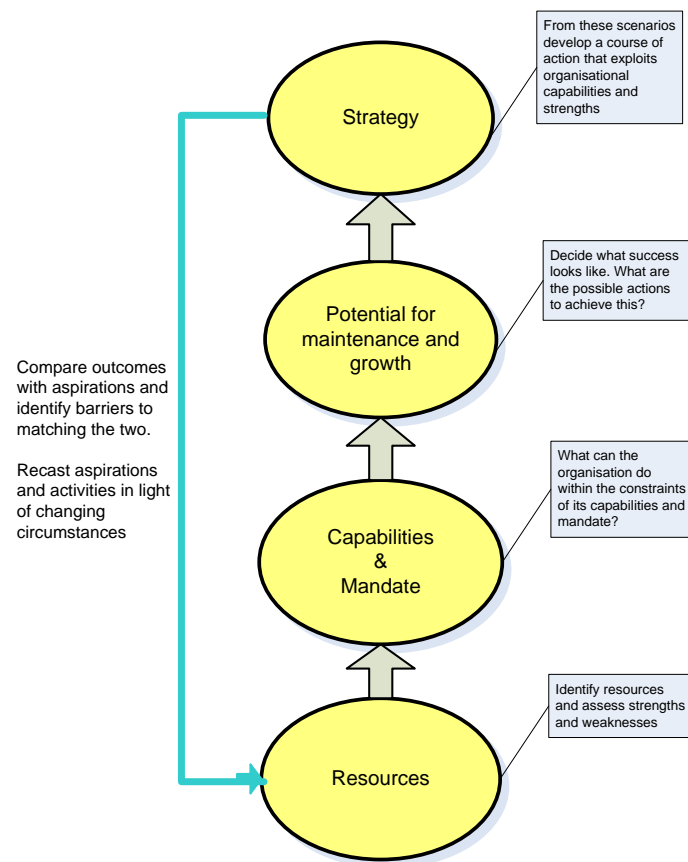 From these scenarios
develop a course of
action that exploits
organisational
capabilities and
strengths
Strategy
Decide what success
looks like. What are
the possible actions
to achieve this?
Potential for
maintenance and
growth
Compare outcomes
with aspirations and
identify barriers to
matching the two.
Recast aspirations
and activities in light
of changing
circumstances
What can the
organisation do
within the constraints
of its capabilities and
mandate?
Capabilities
&
Mandate
Identify resources
and assess strengths
and weaknesses
Resources